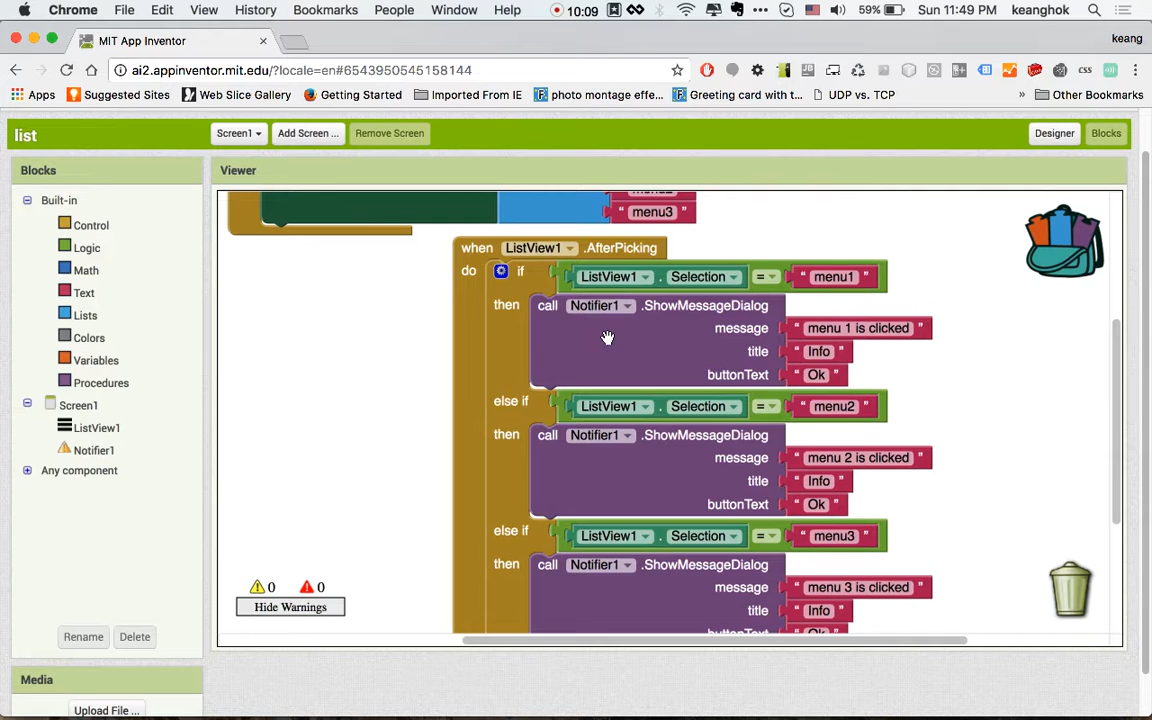 Chrome File Edit View History Bookmarks People Window Help 10:09 59% Sun 11:49 PM keanghok
MIT App Inventor keang
ai2.appinventor.mit.edu/?locale=en#6543950545158144
Apps Suggested Sites Web Slice Gallery Getting Started Imported From IE photo montage effe... Greeting card with t... UDP vs. TCP » Other Bookmarks
list Screen1 Add Screen ... Remove Screen Designer Blocks
Blocks Viewer
Built-in
Control
Logic
Math
Text
Lists
Colors
Variables
Procedures
Screen1
ListView1
Notifier1
Any component
Rename Delete
Media
Upload File ...
" menu3 "
when ListView1 .AfterPicking
do if ListView1 . Selection = " menu1 "
then call Notifier1 .ShowMessageDialog
message " menu 1 is clicked "
title " Info "
buttonText " Ok "
else if ListView1 . Selection = " menu2 "
then call Notifier1 .ShowMessageDialog
message " menu 2 is clicked "
title " Info "
buttonText " Ok "
else if ListView1 . Selection = " menu3 "
then call Notifier1 .ShowMessageDialog
message " menu 3 is clicked "
title " Info "
buttonText " Ok "
0 0
Hide Warnings